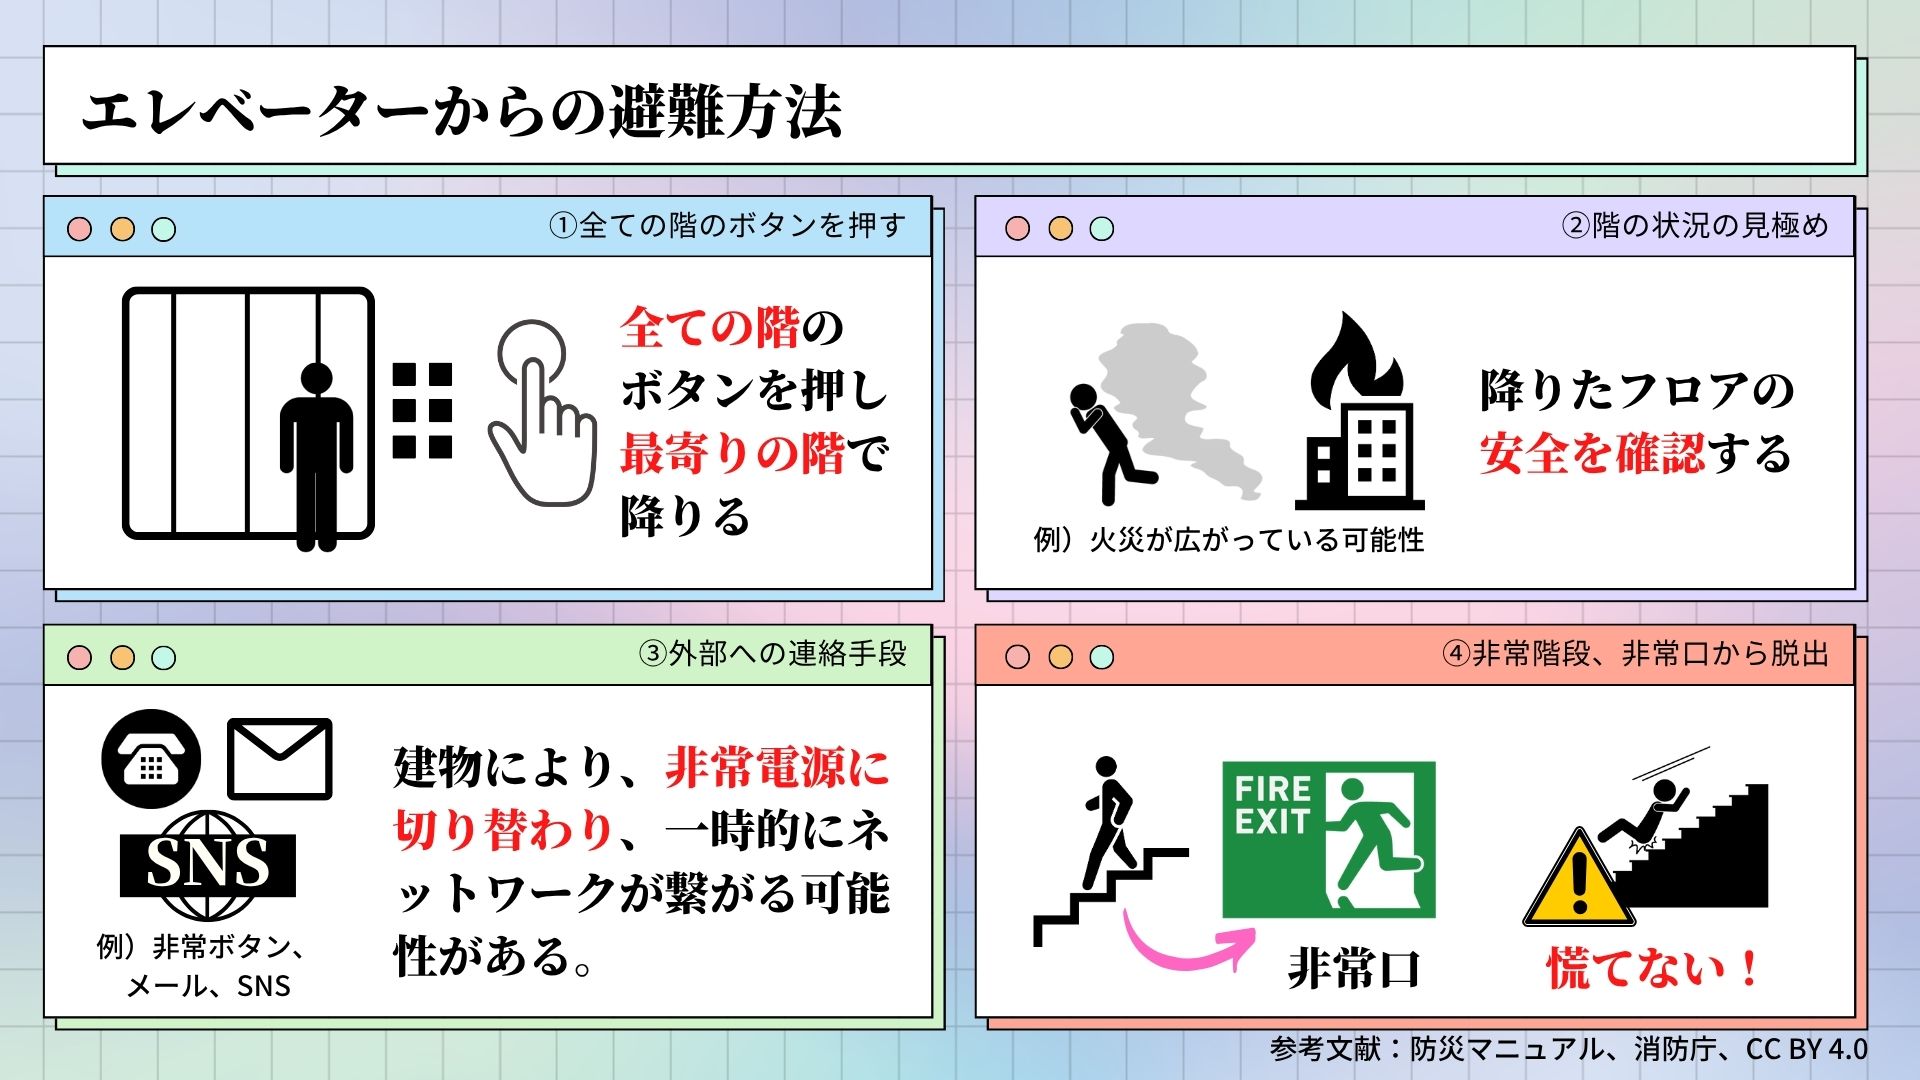 エレベーターからの避難方法
①全ての階のボタンを押す
全ての階の
ボタンを押し
最寄りの階で
降りる
②階の状況の見極め
降りたフロアの
安全を確認する
例）火災が広がっている可能性
③外部への連絡手段
SNS
例）非常ボタン、
メール、SNS
建物により、非常電源に
切り替わり、一時的にネ
ットワークが繋がる可能
性がある。
④非常階段、非常口から脱出
FIRE
EXIT
非常口
慌てない！
参考文献：防災マニュアル、消防庁、CC BY 4.0